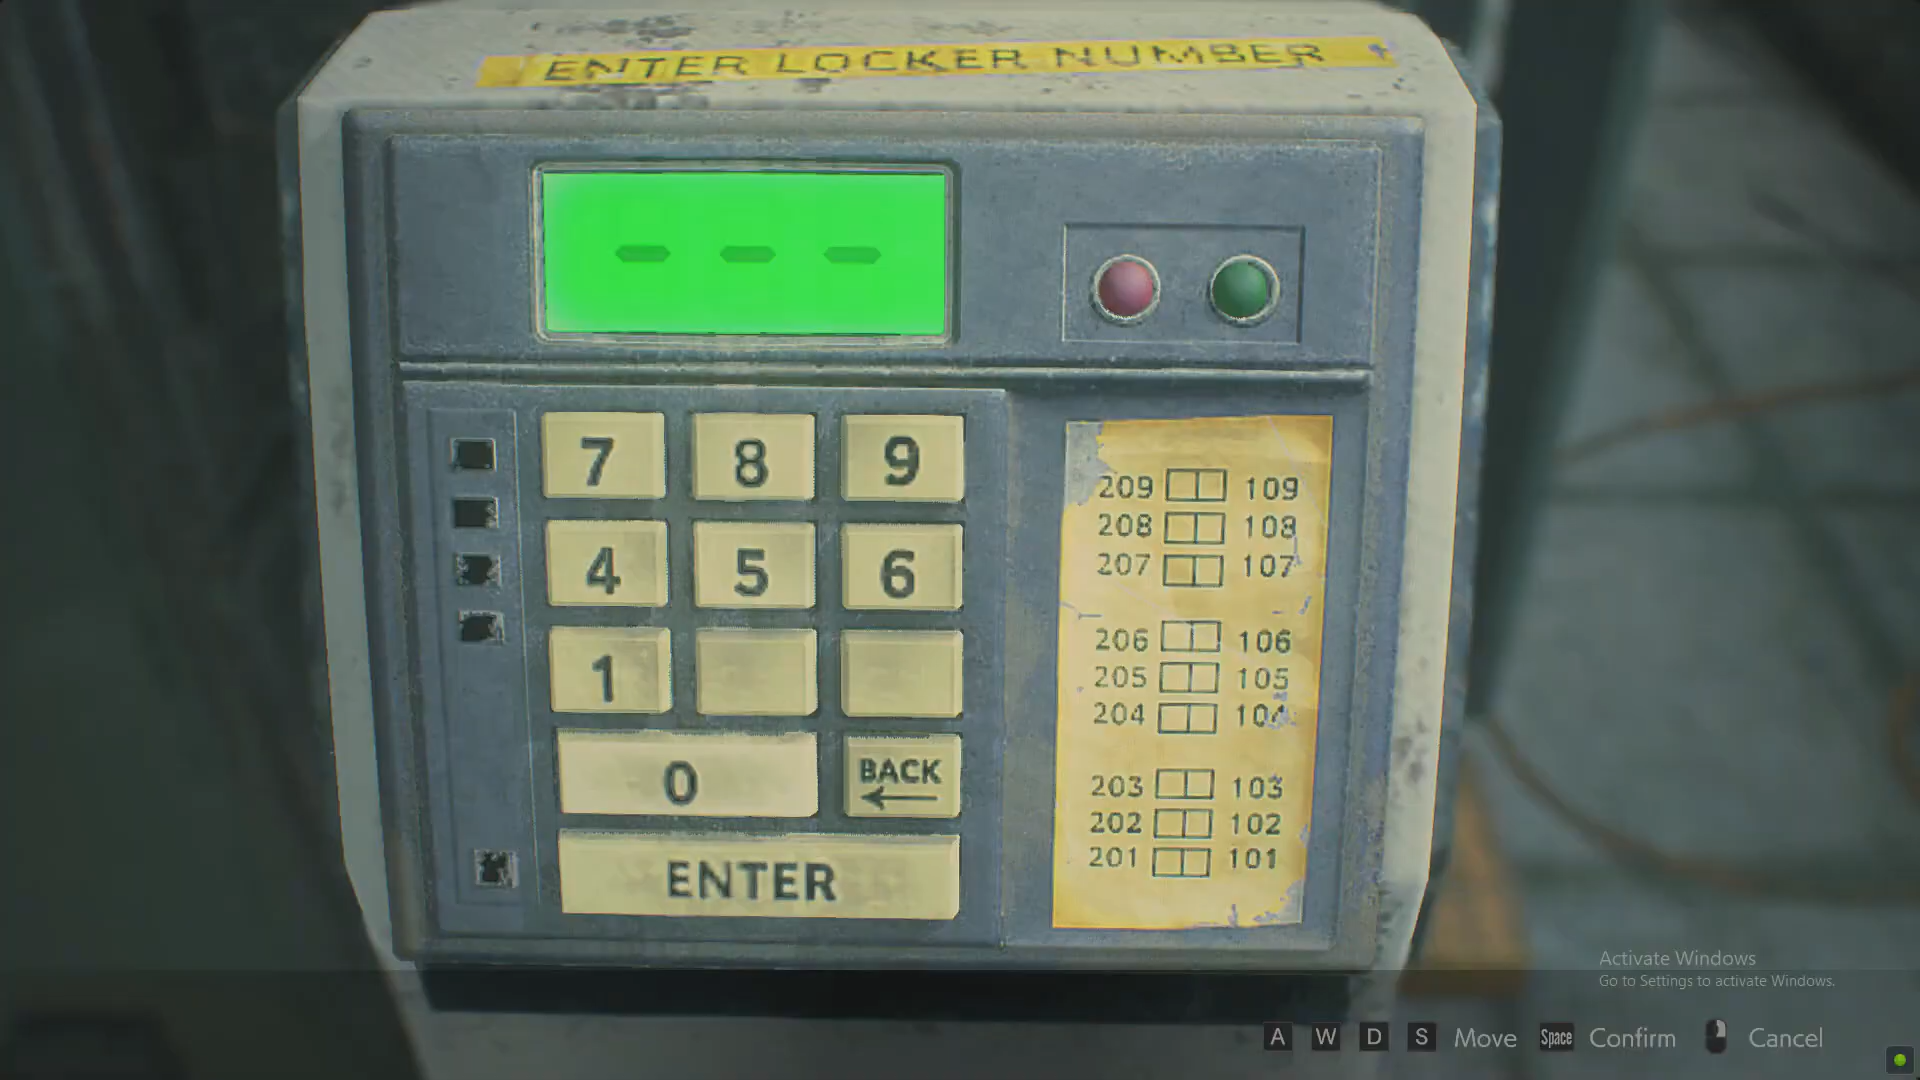 ENTER LOCKER NUMBER
- - -
7 8 9
4 5 6
1
0 BACK
ENTER
209 109
208 108
207 107
206 106
205 105
204 104
203 103
202 102
201 101
Activate Windows
Go to Settings to activate Windows.
A W D S Move Space Confirm Cancel